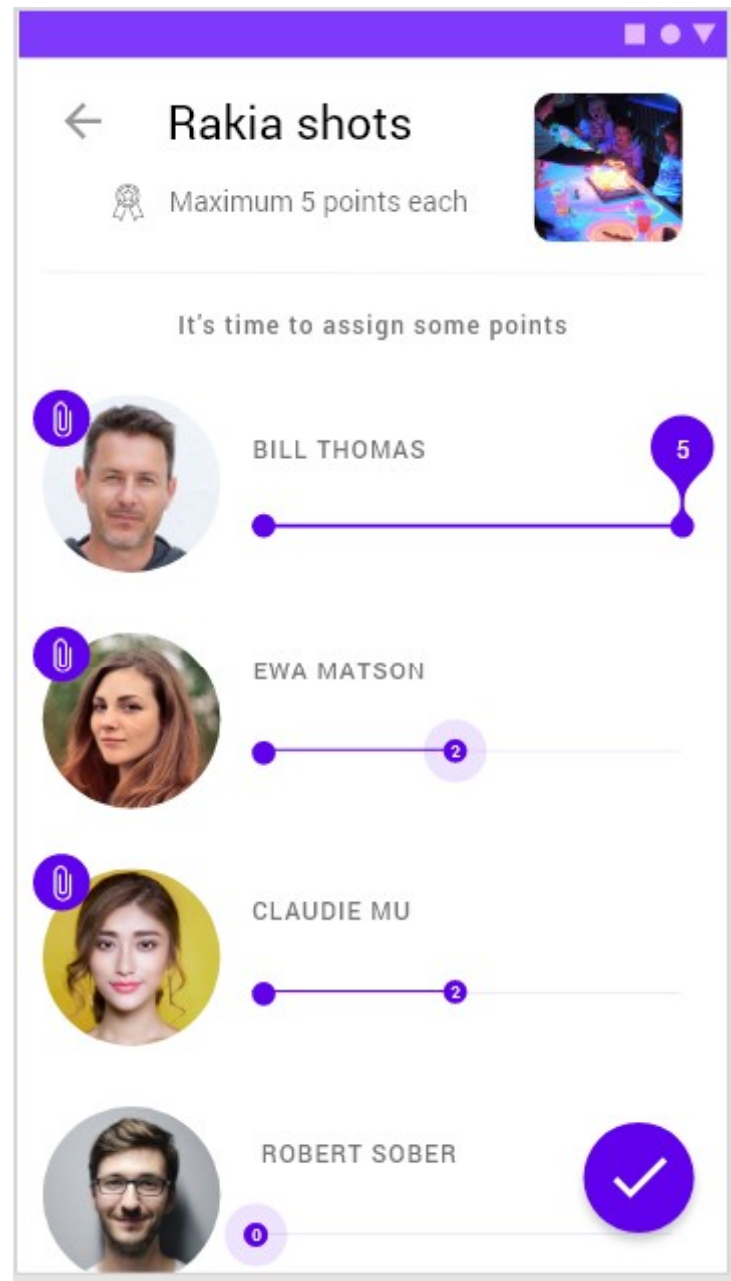 Rakia shots
Maximum 5 points each
It's time to assign some points
BILL THOMAS
5
EWA MATSON
2
CLAUDIE MU
2
ROBERT SOBER
0